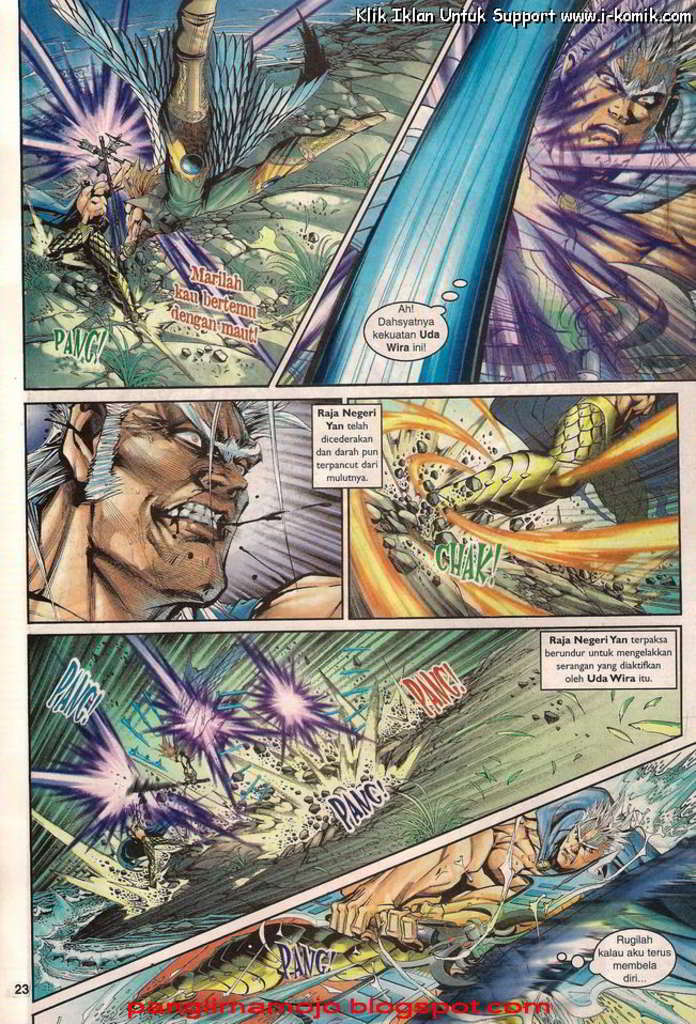 Klik Iklan Untuk Support www.i-komik.com
Marilah
kau bertemu
dengan maut!
PANG!
Ah!
Dahsyatnya
kekuatan Uda
Wira ini!
Raja Negeri
Yan telah
dicederakan
dan darah pun
terpancut dari
mulutnya.
CHAK!
Raja Negeri Yan terpaksa
berundur untuk mengelakkan
serangan yang diaktifkan
oleh Uda Wira itu.
PANG!
PANG!
PANG!
PANG!
Rugilah
kalau aku terus
membela
diri...
23
panglimamojo.blogspot.com